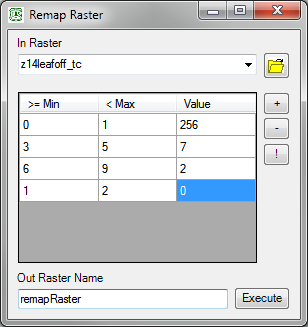 Remap Raster
In Raster
z14leafoff_tc
>= Min < Max Value
0 1 256
3 5 7
6 9 2
1 2 0
+
-
!
Out Raster Name
remapRaster Execute